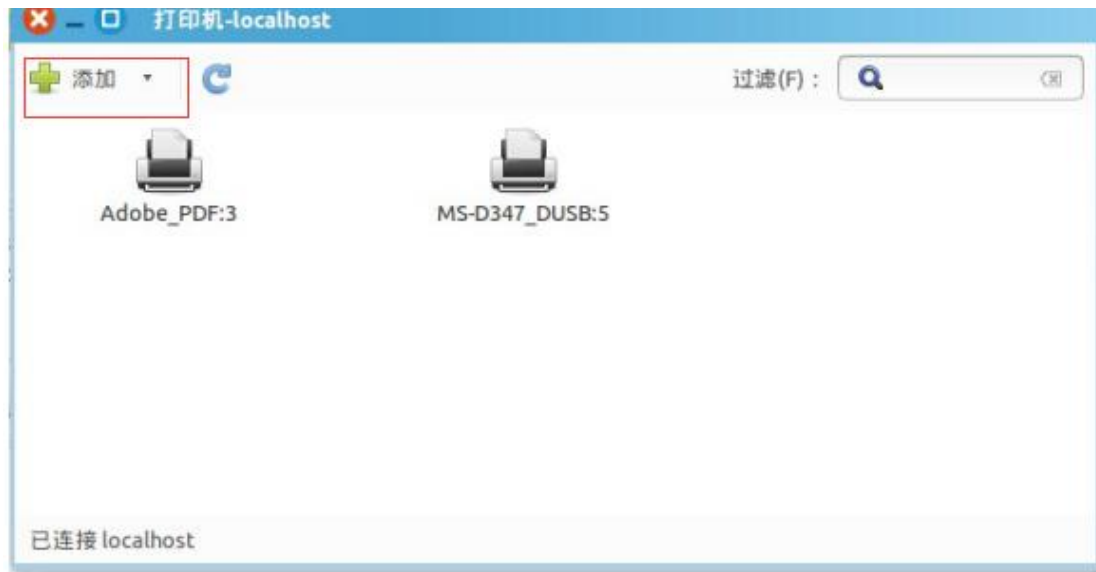 打印机-localhost
添加
过滤(F)：
Adobe_PDF:3
MS-D347_DUSB:5
已连接 localhost